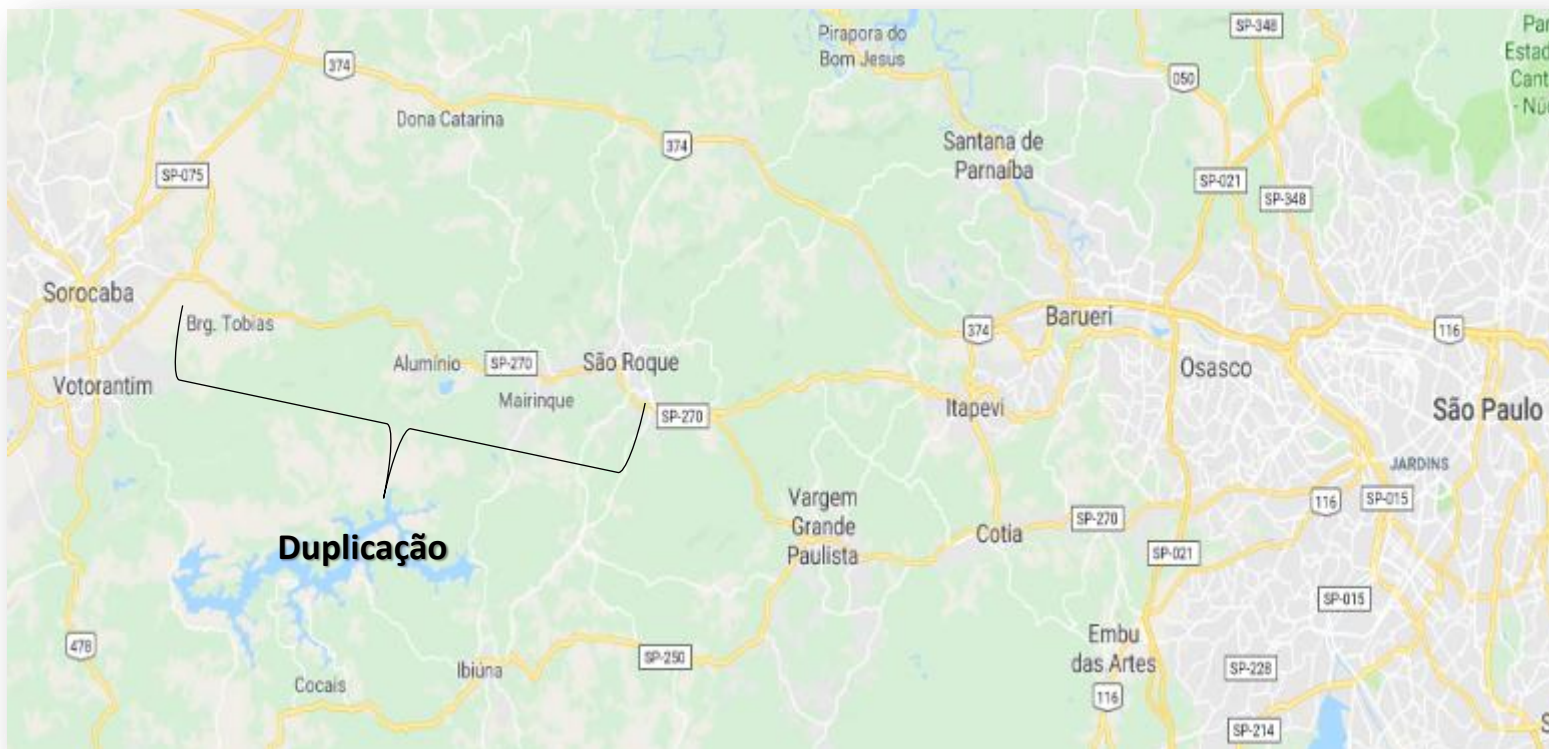 SP-348
Par
Estad
Cant
- Nú
Pirapora do
Bom Jesus
374
050
Dona Catarina
374
Santana de
Parnaíba
SP-075
SP-021
SP-348
Sorocaba
Brg. Tobias
Barueri
374
116
Alumínio
SP-270
São Roque
Osasco
Votorantim
Mairinque
SP-270
Itapevi
São Paulo
JARDINS
Vargem
Grande
Paulista
116
SP-015
SP-270
Cotia
Duplicação
SP-021
SP-015
478
Embu
das Artes
Ibiúna
SP-250
SP-228
Cocais
116
SP-214
S